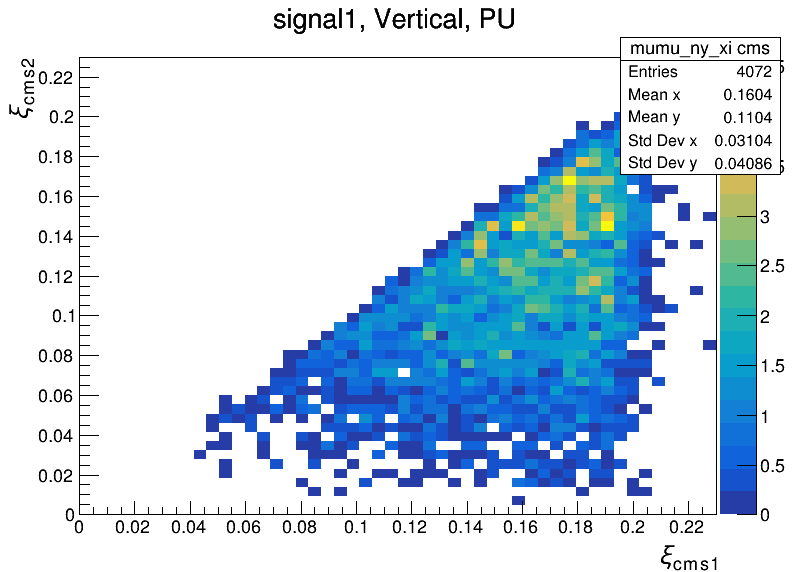 signal1, Vertical, PU
mumu_ny_xi cms
Entries 4072
Mean x 0.1604
Mean y 0.1104
Std Dev x 0.03104
Std Dev y 0.04086
ξcms2
0.22
0.2
0.18
0.16
0.14
0.12
0.1
0.08
0.06
0.04
0.02
0
3
2.5
2
1.5
1
0.5
0
0 0.02 0.04 0.06 0.08 0.1 0.12 0.14 0.16 0.18 0.2 0.22
ξcms1